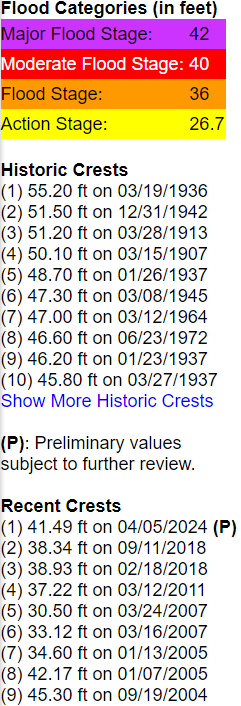 Flood Categories (in feet)
Major Flood Stage: 42
Moderate Flood Stage: 40
Flood Stage: 36
Action Stage: 26.7
Historic Crests
(1) 55.20 ft on 03/19/1936
(2) 51.50 ft on 12/31/1942
(3) 51.20 ft on 03/28/1913
(4) 50.10 ft on 03/15/1907
(5) 48.70 ft on 01/26/1937
(6) 47.30 ft on 03/08/1945
(7) 47.00 ft on 03/12/1964
(8) 46.60 ft on 06/23/1972
(9) 46.20 ft on 01/23/1937
(10) 45.80 ft on 03/27/1937
Show More Historic Crests
(P): Preliminary values
subject to further review.
Recent Crests
(1) 41.49 ft on 04/05/2024 (P)
(2) 38.34 ft on 09/11/2018
(3) 38.93 ft on 02/18/2018
(4) 37.22 ft on 03/12/2011
(5) 30.50 ft on 03/24/2007
(6) 33.12 ft on 03/16/2007
(7) 34.60 ft on 01/13/2005
(8) 42.17 ft on 01/07/2005
(9) 45.30 ft on 09/19/2004